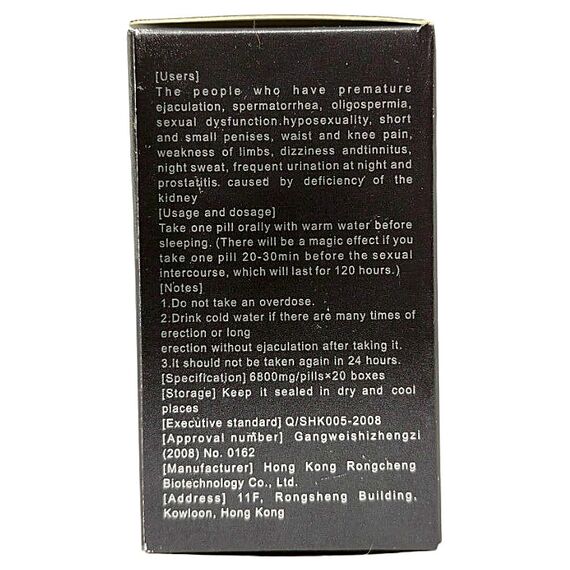 [Users]
The people who have premature
ejaculation, spermatorrhea, oligospermia,
sexual dysfunction.hyposexuality, short
and small penises, waist and knee pain,
weakness of limbs, dizziness andtinnitus,
night sweat, frequent urination at night and
prostatitis. caused by deficiency of the
kidney
[Usage and dosage]
Take one pill orally with warm water before
sleeping. (There will be a magic effect if you
take one pill 20-30min before the sexual
intercourse, which will last for 120 hours.)
[Notes]
1.Do not take an overdose.
2.Drink cold water if there are many times of
erection or long
erection without ejaculation after taking it.
3.It should not be taken again in 24 hours.
[Specification] 6800mg/pills×20 boxes
[Storage] Keep it sealed in dry and cool
places
[Executive standard] Q/SHK005-2008
[Approval number] Gangweishizhengzi
(2008) No. 0162
[Manufacturer] Hong Kong Rongcheng
Biotechnology Co., Ltd.
[Address] 11F, Rongsheng Building,
Kowloon, Hong Kong